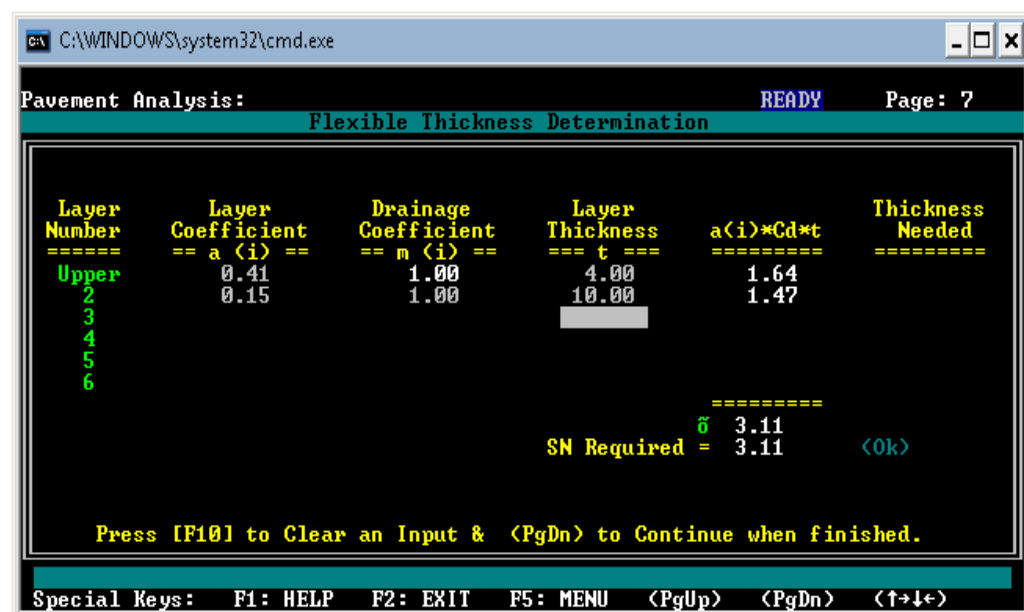 C:\WINDOWS\system32\cmd.exe
Pavement Analysis: READY Page: 7
Flexible Thickness Determination
Layer Layer Drainage Layer Thickness
Number Coefficient Coefficient Thickness a(i)*Cd*t Needed
====== == a (i) == == m (i) == === t === ========= =========
Upper 0.41 1.00 4.00 1.64
2 0.15 1.00 10.00 1.47
3
4
5
6
=========
õ 3.11
SN Required = 3.11 (Ok)
Press [F10] to Clear an Input & (PgDn) to Continue when finished.
Special Keys: F1: HELP F2: EXIT F5: MENU (PgUp) (PgDn) (↑→↓←)